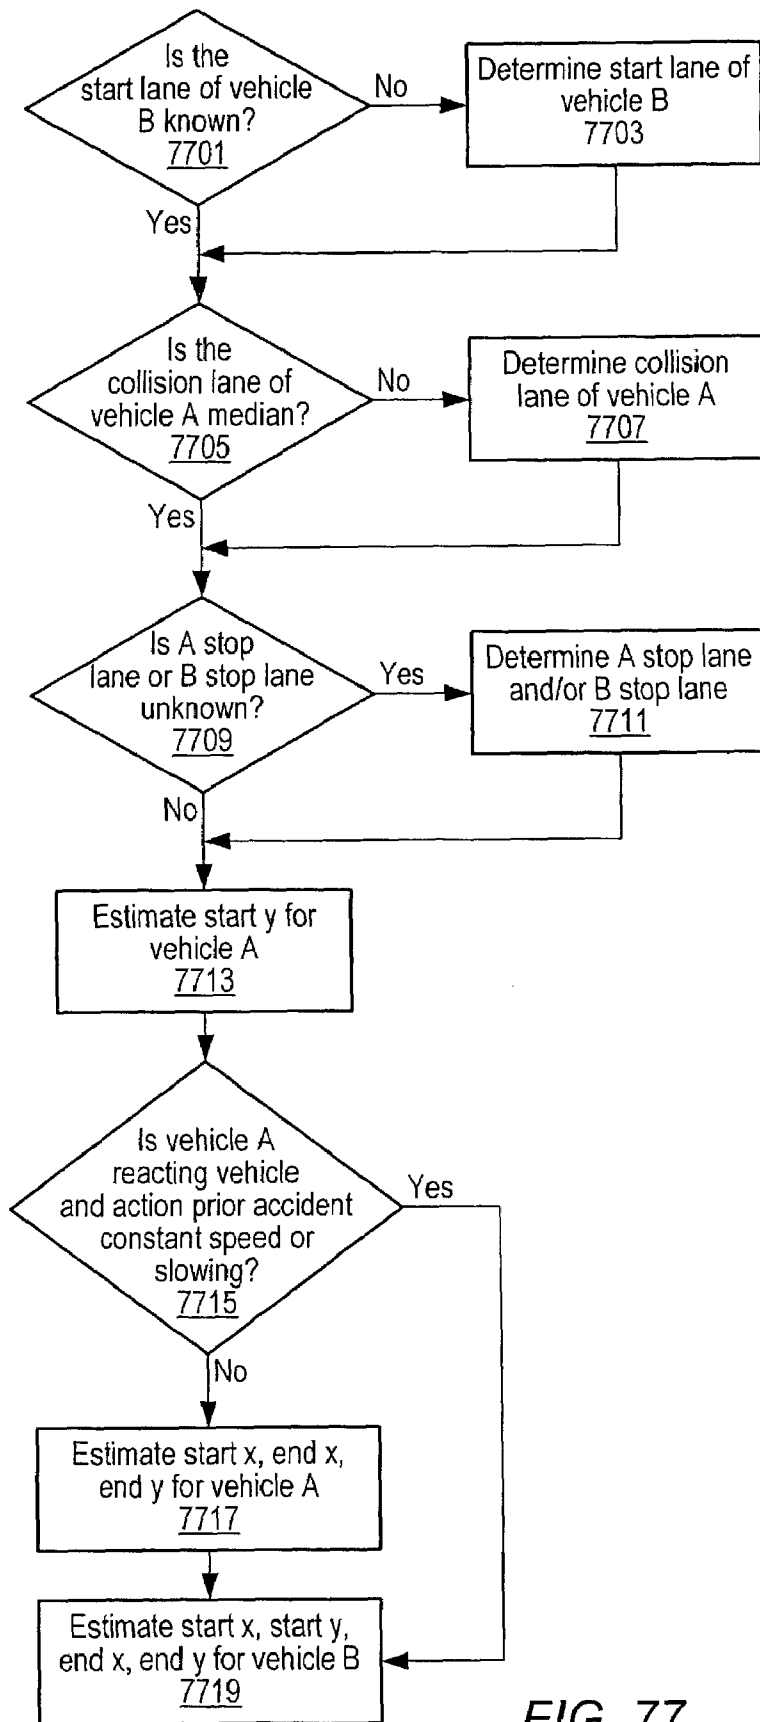 Is the
start lane of vehicle
B known?
7701
No
Determine start lane of
vehicle B
7703
Yes
Is the
collision lane of
vehicle A median?
7705
No
Determine collision
lane of vehicle A
7707
Yes
Is A stop
lane or B stop lane
unknown?
7709
Yes
Determine A stop lane
and/or B stop lane
7711
No
Estimate start y for
vehicle A
7713
Is vehicle A
reacting vehicle
and action prior accident
constant speed or
slowing?
7715
Yes
No
Estimate start x, end x,
end y for vehicle A
7717
Estimate start x, start y,
end x, end y for vehicle B
7719
FIG. 77